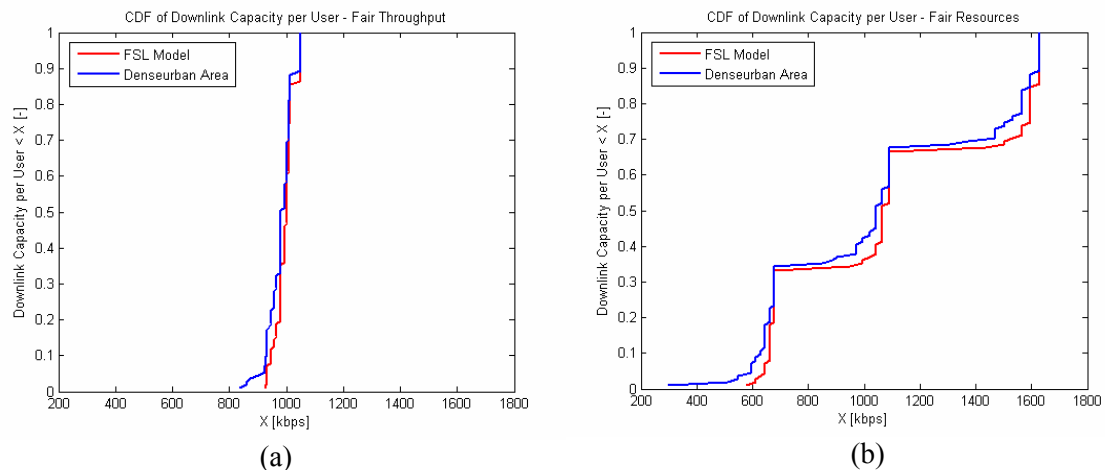 CDF of Downlink Capacity per User - Fair Throughput
FSL Model
Denseurban Area
Downlink Capacity per User < X [-]
1
0.9
0.8
0.7
0.6
0.5
0.4
0.3
0.2
0.1
0
200 400 600 800 1000 1200 1400 1600 1800
X [kbps]
(a)
CDF of Downlink Capacity per User - Fair Resources
FSL Model
Denseurban Area
Downlink Capacity per User < X [-]
1
0.9
0.8
0.7
0.6
0.5
0.4
0.3
0.2
0.1
0
200 400 600 800 1000 1200 1400 1600 1800
X [kbps]
(b)